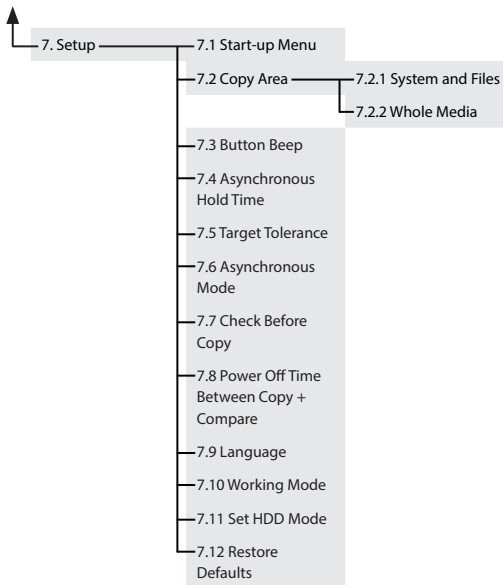 7. Setup
7.1 Start-up Menu
7.2 Copy Area
7.2.1 System and Files
7.2.2 Whole Media
7.3 Button Beep
7.4 Asynchronous
Hold Time
7.5 Target Tolerance
7.6 Asynchronous
Mode
7.7 Check Before
Copy
7.8 Power Off Time
Between Copy +
Compare
7.9 Language
7.10 Working Mode
7.11 Set HDD Mode
7.12 Restore
Defaults